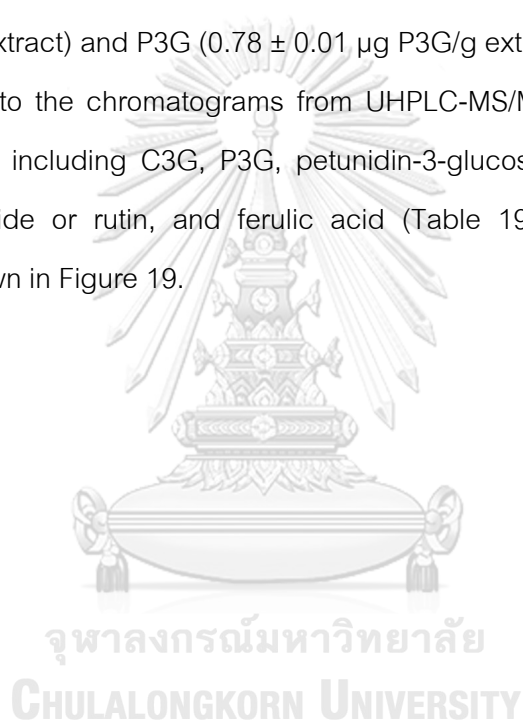 xtract) and P3G (0.78 ± 0.01 µg P3G/g ext
to the chromatograms from UHPLC-MS/M
including C3G, P3G, petunidin-3-glucos
ide or rutin, and ferulic acid (Table 19
wn in Figure 19.
จุฬาลงกรณ์มหาวิทยาลัย
CHULALONGKORN UNIVERSITY